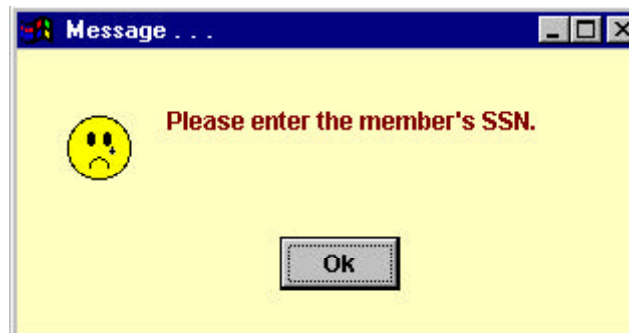 Message . . .
Please enter the member's SSN.
Ok